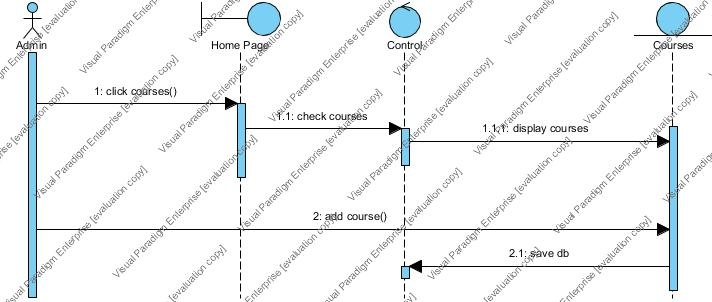 Admin
Home Page
Control
Courses
1: click courses()
1.1: check courses
1.1.1: display courses
2: add course()
2.1: save db
Visual Paradigm Enterprise [evaluation copy]